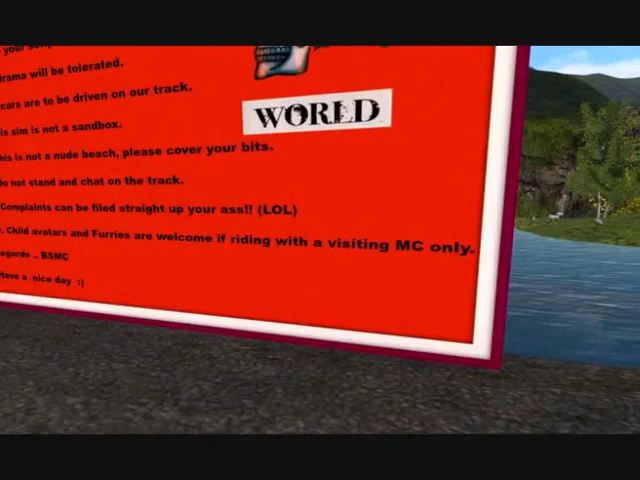 your
drama will be tolerated.
cars are to be driven on our track.
is sim is not a sandbox.
WORLD
his is not a nude beach, please cover your bits.
do not stand and chat on the track.
Complaints can be filed straight up your ass!! (LOL)
. Child avatars and Furries are welcome if riding with a visiting MC only.
egards .. BSMC
Have a nice day :)